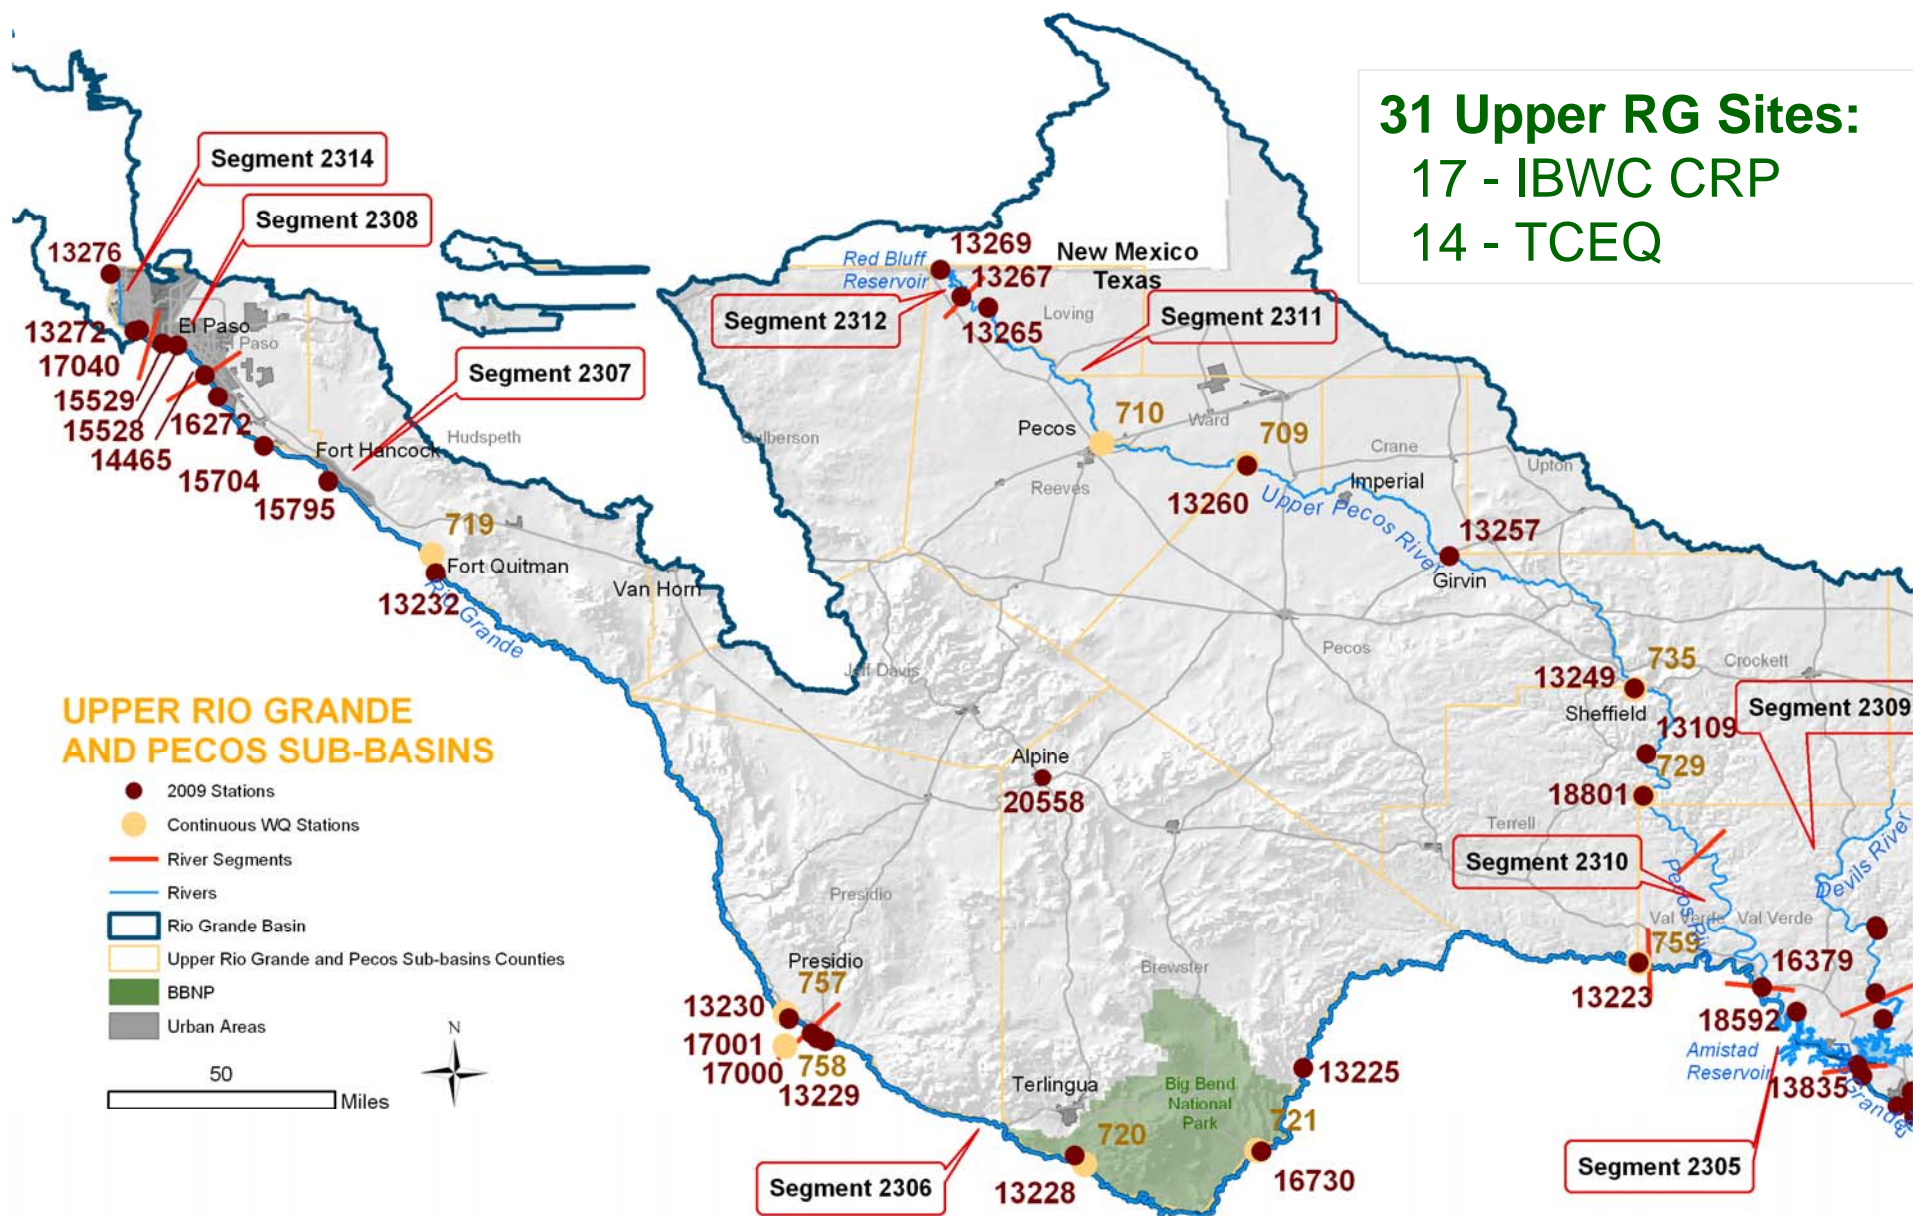 31 Upper RG Sites:
17 - IBWC CRP
14 - TCEQ
Segment 2314
Segment 2308
13276
13272
17040
15529
15528
14465
El Paso
El Paso
16272
15704
15795
Segment 2307
Fort Hancock
Hudspeth
719
Fort Quitman
13232
Rio Grande
Van Horn
Red Bluff
Reservoir
13269
13267
13265
New Mexico
Texas
Loving
Segment 2312
Segment 2311
Culberson
Pecos
710
Ward
709
Reeves
13260
Crane
Imperial
Upton
Upper Pecos River
13257
Girvin
Pecos
Jeff Davis
13249
735
Crockett
Sheffield
Segment 2309
13109
729
18801
Alpine
20558
Terrell
Segment 2310
Pecos River
Devils River
Val Verde
Val Verde
759
13223
16379
18592
Amistad
Reservoir
13835
Rio Grande
Segment 2305
UPPER RIO GRANDE
AND PECOS SUB-BASINS
2009 Stations
Continuous WQ Stations
River Segments
Rivers
Rio Grande Basin
Upper Rio Grande and Pecos Sub-basins Counties
BBNP
Urban Areas
50
Miles
N
Presidio
Presidio
757
13230
17001
17000
758
13229
Brewster
Terlingua
Big Bend
National
Park
13225
721
720
16730
13228
Segment 2306